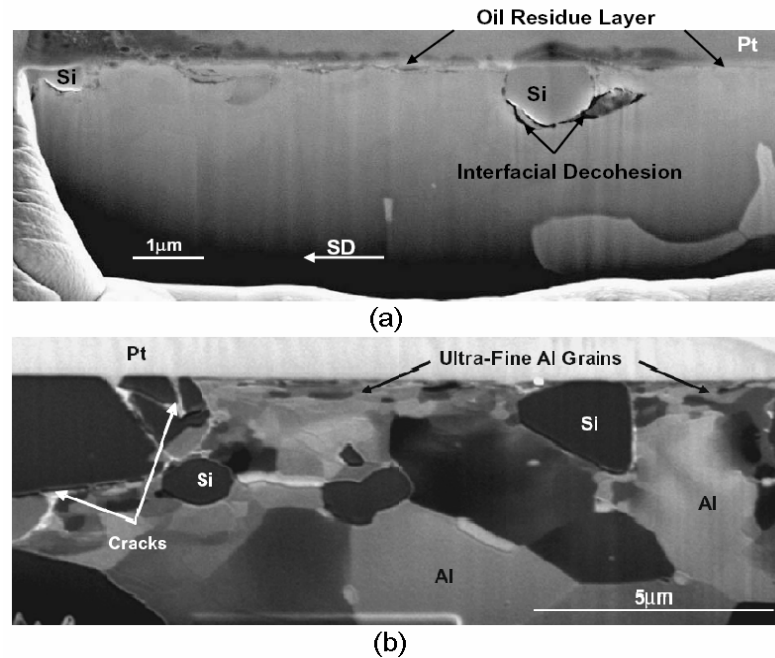 Oil Residue Layer
Pt
Si
Si
Interfacial Decohesion
1μm
SD
(a)
Pt
Ultra-Fine Al Grains
Si
Si
Al
Cracks
Al
5μm
(b)